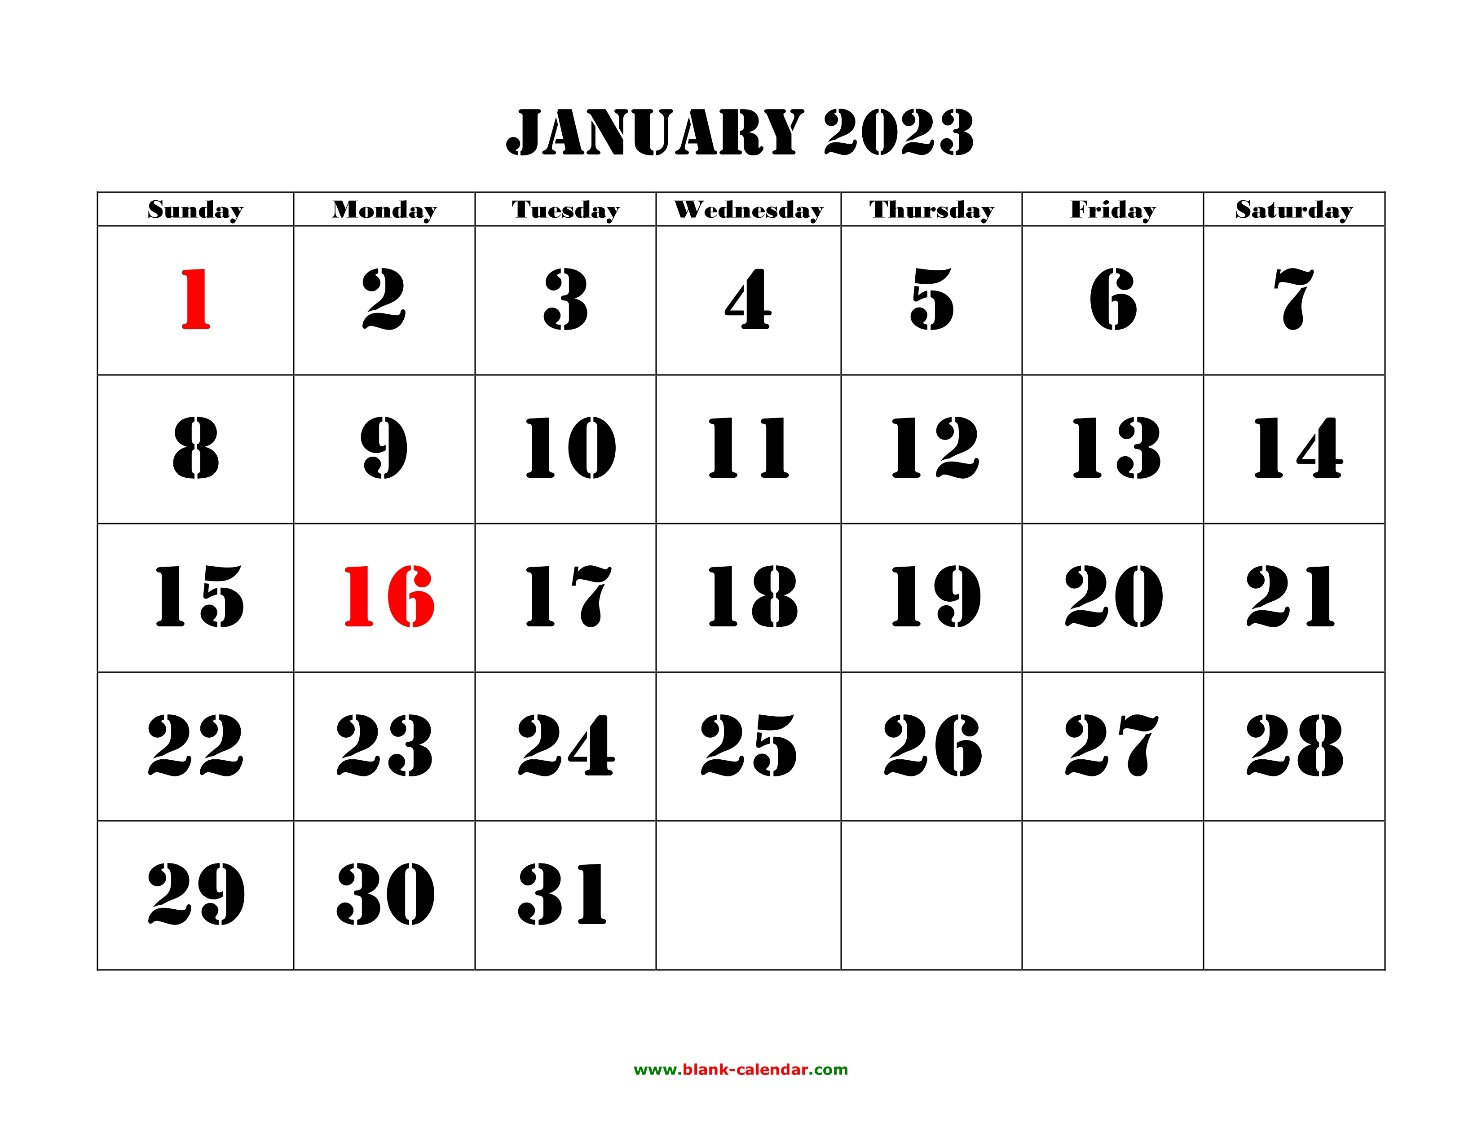 JANUARY 2023
Sunday Monday Tuesday Wednesday Thursday Friday Saturday
1 2 3 4 5 6 7
8 9 10 11 12 13 14
15 16 17 18 19 20 21
22 23 24 25 26 27 28
29 30 31
www.blank-calendar.com